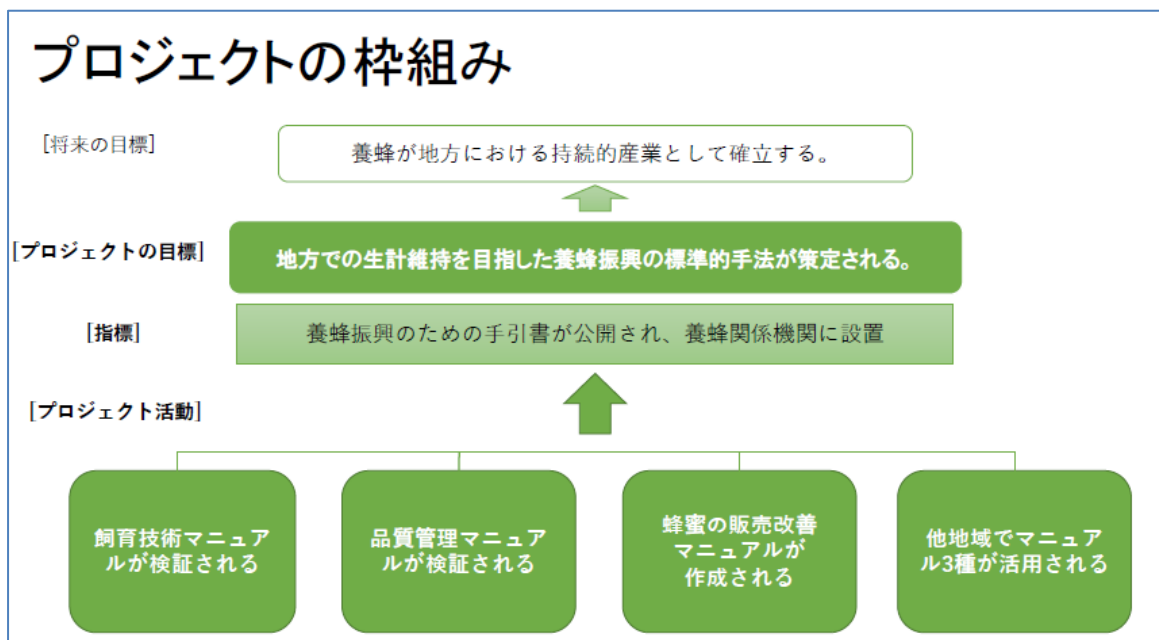 プロジェクトの枠組み
[将来の目標]
養蜂が地方における持続的産業として確立する。
[プロジェクトの目標]
地方での生計維持を目指した養蜂振興の標準的手法が策定される。
[指標]
養蜂振興のための手引書が公開され、養蜂関係機関に設置
[プロジェクト活動]
飼育技術マニュア
ルが検証される
品質管理マニュア
ルが検証される
蜂蜜の販売改善
マニュアルが
作成される
他地域でマニュア
ル3種が活用される